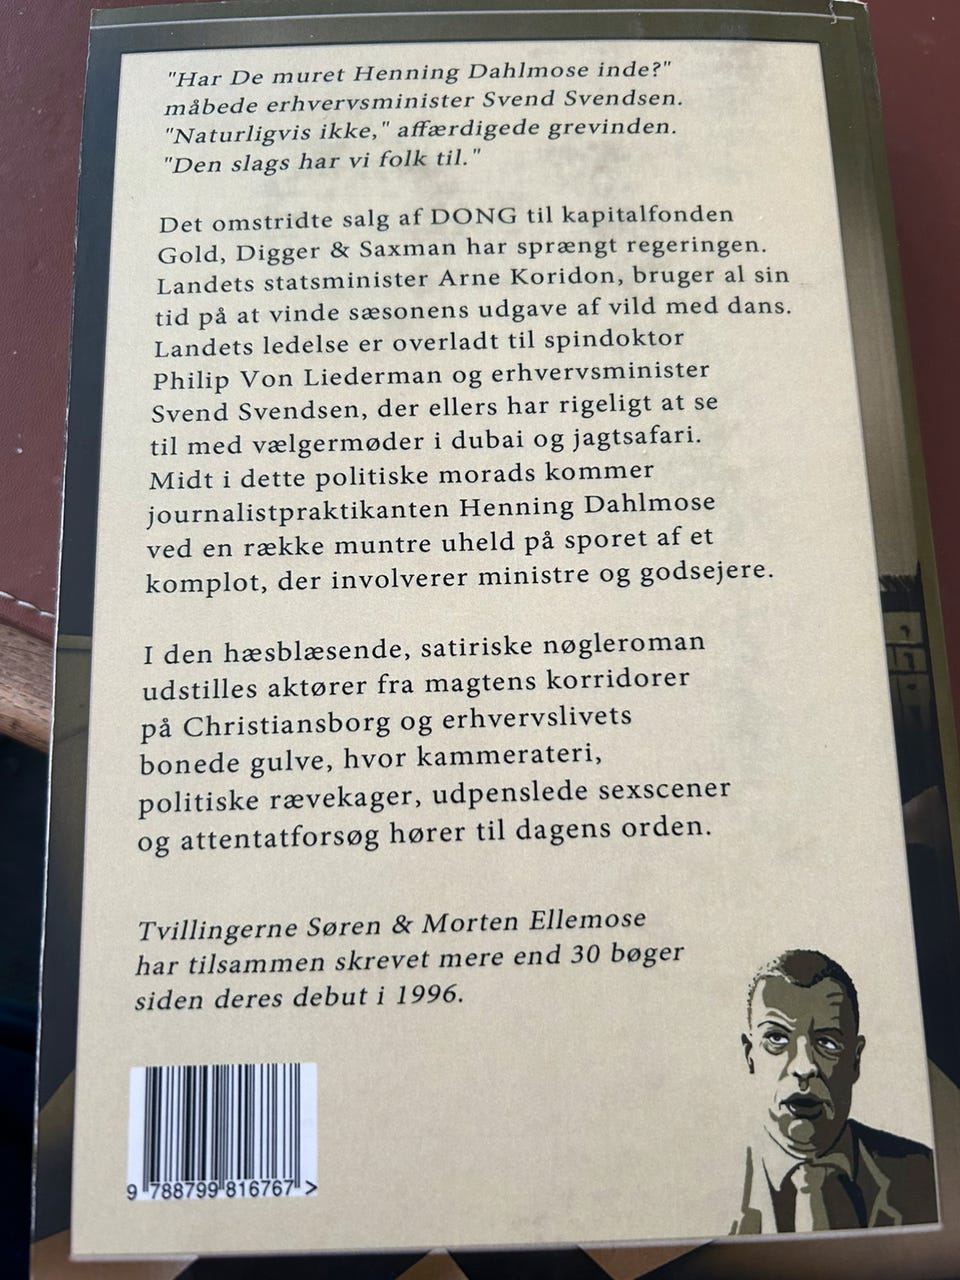 "Har De muret Henning Dahlmose inde?"
måbede erhvervsminister Svend Svendsen.
"Naturligvis ikke," affærdigede grevinden.
"Den slags har vi folk til."
Det omstridte salg af DONG til kapitalfonden
Gold, Digger & Saxman har sprængt regeringen.
Landets statsminister Arne Koridon, bruger al sin
tid på at vinde sæsonens udgave af vild med dans.
Landets ledelse er overladt til spindoktor
Philip Von Liederman og erhvervsminister
Svend Svendsen, der ellers har rigeligt at se
til med vælgermøder i dubai og jagtsafari.
Midt i dette politiske morads kommer
journalistpraktikanten Henning Dahlmose
ved en række muntre uheld på sporet af et
komplot, der involverer ministre og godsejere.
I den hæsblæsende, satiriske nøgleroman
udstilles aktører fra magtens korridorer
på Christiansborg og erhvervslivets
bonede gulve, hvor kammerateri,
politiske rævekager, udpenslede sexscener
og attentatforsøg hører til dagens orden.
Tvillingerne Søren & Morten Ellemose
har tilsammen skrevet mere end 30 bøger
siden deres debut i 1996.
9 788799 816767 >